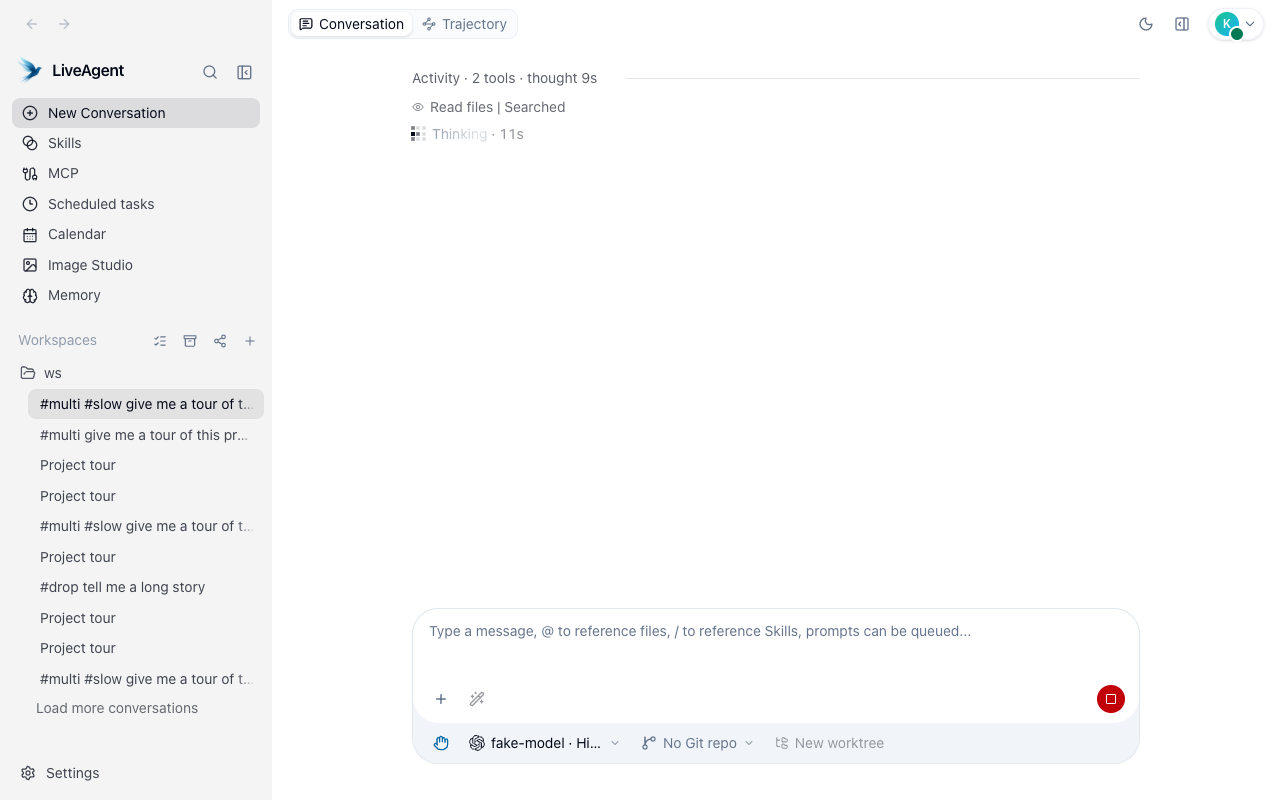 Conversation
Trajectory
K
LiveAgent
New Conversation
Skills
MCP
Scheduled tasks
Calendar
Image Studio
Memory
Workspaces
ws
#multi #slow give me a tour of t...
#multi give me a tour of this pr...
Project tour
Project tour
#multi #slow give me a tour of t...
Project tour
#drop tell me a long story
Project tour
Project tour
#multi #slow give me a tour of t...
Load more conversations
Settings
Activity · 2 tools · thought 9s
Read files | Searched
Thinking · 11s
Type a message, @ to reference files, / to reference Skills, prompts can be queued...
fake-model · Hi...
No Git repo
New worktree